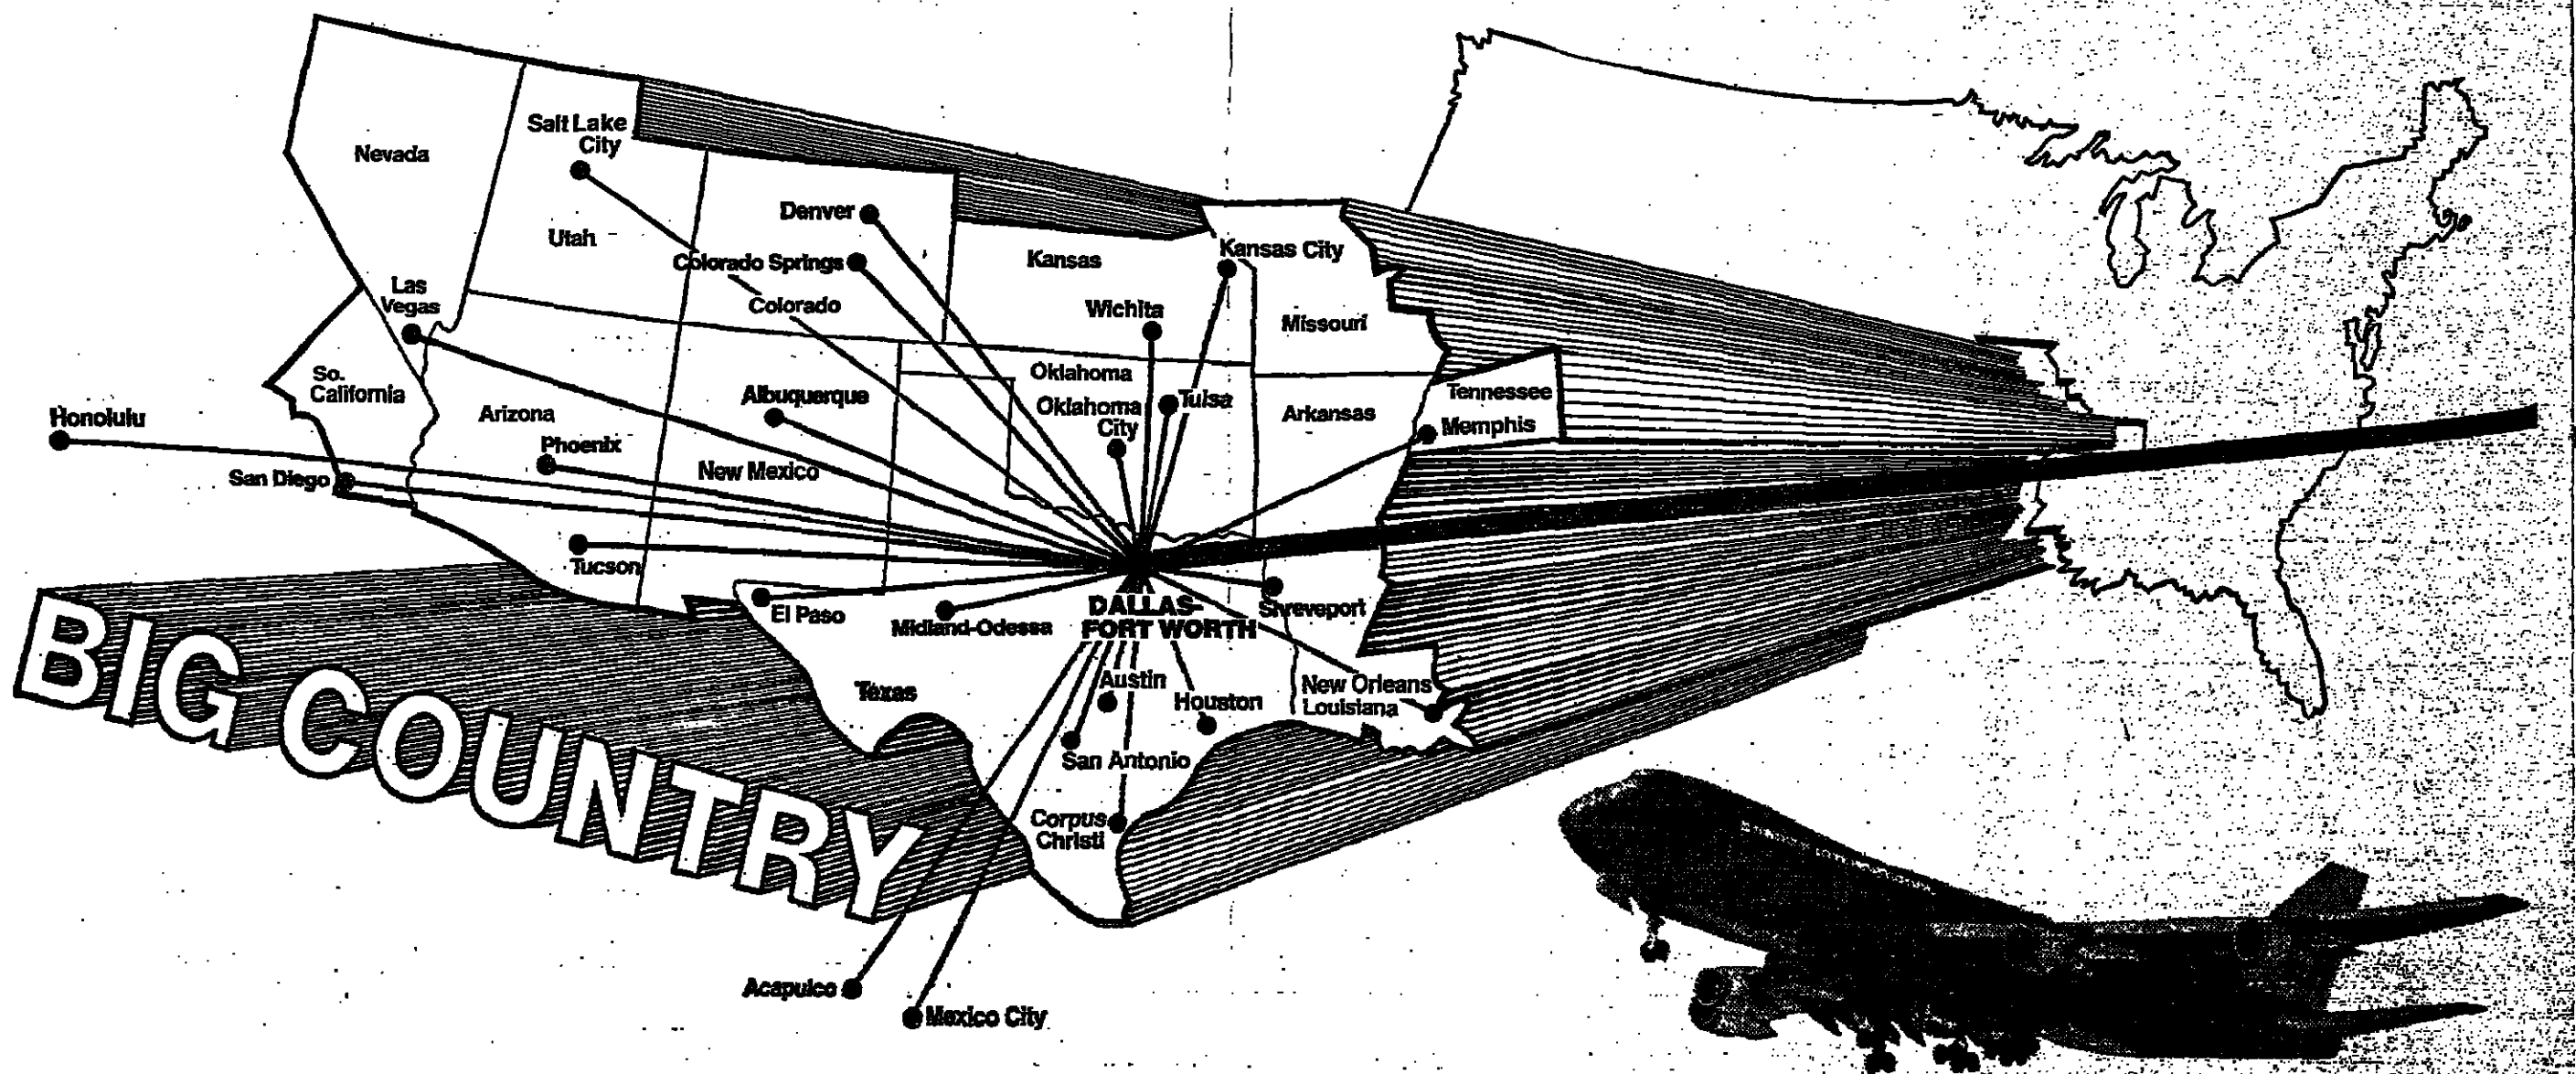 Salt Lake
City
Nevada
Denver
Utah
Colorado Springs
Kansas
Kansas City
Las
Vegas
Colorado
Wichita
Missouri
So.
California
Oklahoma
Albuquerque
Tennessee
Honolulu
Arizona
Oklahoma
City
Tulsa
Arkansas
Memphis
Phoenix
New Mexico
San Diego
Tucson
El Paso
Midland-Odessa
DALLAS-
FORT WORTH
Shreveport
BIG COUNTRY
Texas
Austin
Houston
New Orleans
Louisiana
San Antonio
Corpus
Christi
Acapulco
Mexico City